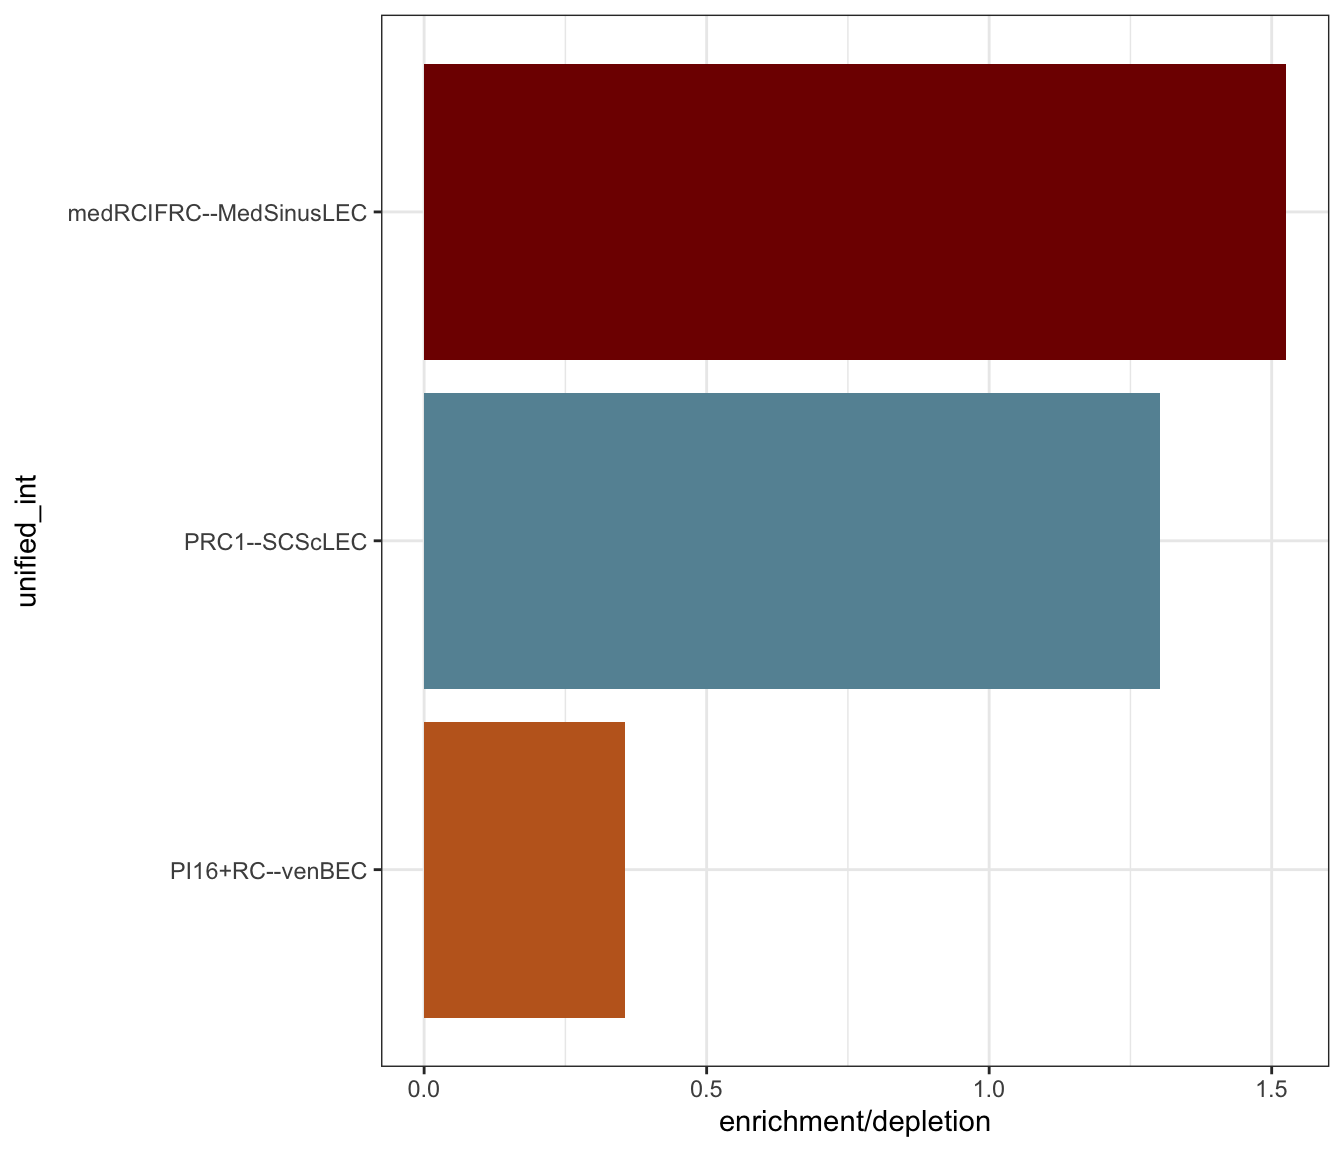 unified_int
medRCIFRC--MedSinusLEC
PRC1--SCScLEC
PI16+RC--venBEC
0.0 0.5 1.0 1.5
enrichment/depletion